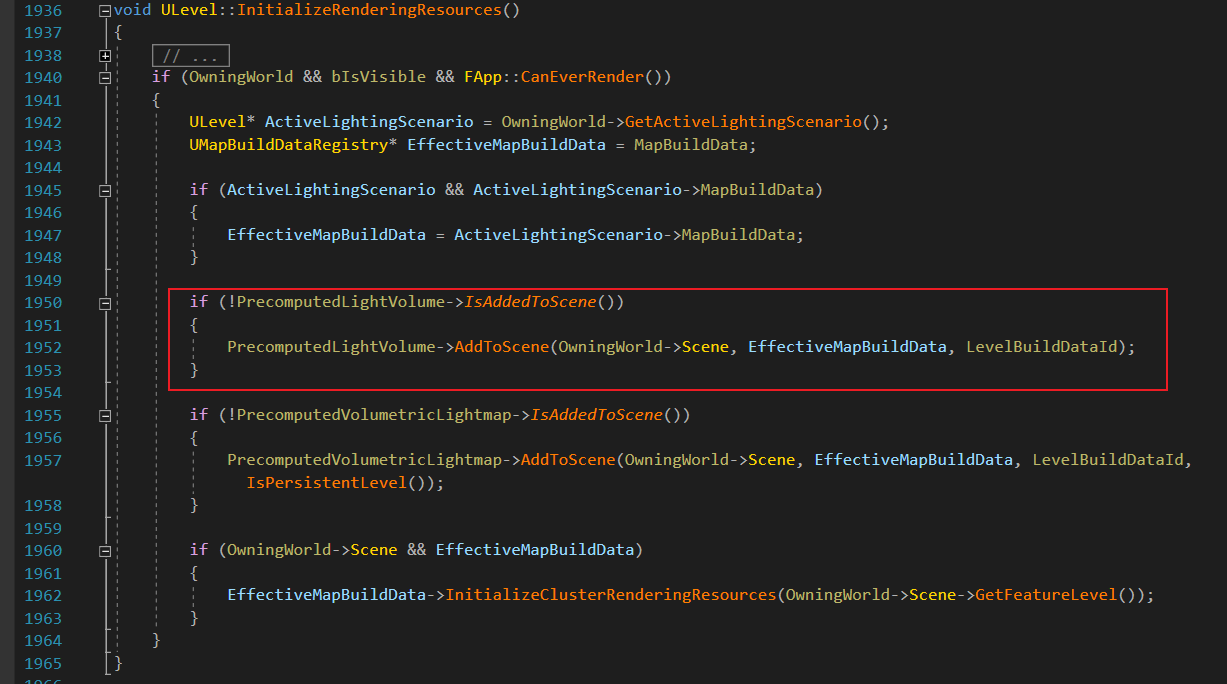 1936 void ULevel::InitializeRenderingResources()
1937 {
1938 // ...
1940 if (OwningWorld && bIsVisible && FApp::CanEverRender())
1941 {
1942 ULevel* ActiveLightingScenario = OwningWorld->GetActiveLightingScenario();
1943 UMapBuildDataRegistry* EffectiveMapBuildData = MapBuildData;
1944
1945 if (ActiveLightingScenario && ActiveLightingScenario->MapBuildData)
1946 {
1947 EffectiveMapBuildData = ActiveLightingScenario->MapBuildData;
1948 }
1949
1950 if (!PrecomputedLightVolume->IsAddedToScene())
1951 {
1952 PrecomputedLightVolume->AddToScene(OwningWorld->Scene, EffectiveMapBuildData, LevelBuildDataId);
1953 }
1954
1955 if (!PrecomputedVolumetricLightmap->IsAddedToScene())
1956 {
1957 PrecomputedVolumetricLightmap->AddToScene(OwningWorld->Scene, EffectiveMapBuildData, LevelBuildDataId,
IsPersistentLevel());
1958 }
1959
1960 if (OwningWorld->Scene && EffectiveMapBuildData)
1961 {
1962 EffectiveMapBuildData->InitializeClusterRenderingResources(OwningWorld->Scene->GetFeatureLevel());
1963 }
1964 }
1965 }